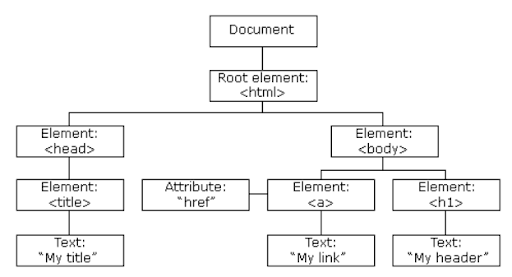 Document
Root element:
<html>
Element:
<head>
Element:
<body>
Element:
<title>
Attribute:
"href"
Element:
<a>
Element:
<h1>
Text:
"My title"
Text:
"My link"
Text:
"My header"